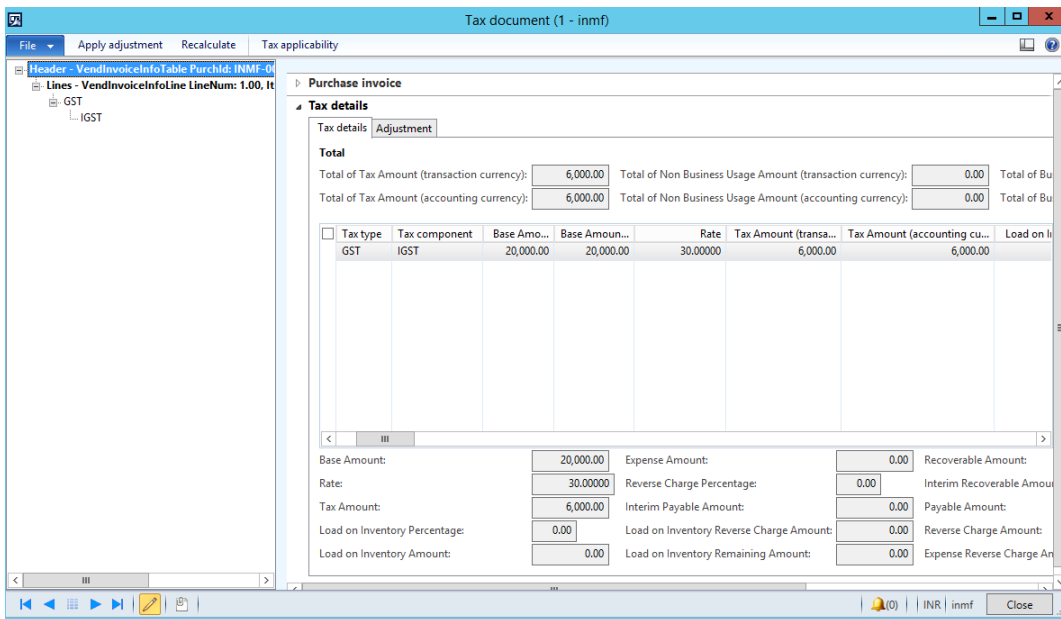 Tax document (1 - inmf)
File Apply adjustment Recalculate Tax applicability
Header - VendInvoiceInfoTable PurchId: INMF-00
Lines - VendInvoiceInfoLine LineNum: 1.00, It
GST
IGST
Purchase invoice
Tax details
Tax details Adjustment
Total
Total of Tax Amount (transaction currency): 6,000.00 Total of Non Business Usage Amount (transaction currency): 0.00 Total of Bu
Total of Tax Amount (accounting currency): 6,000.00 Total of Non Business Usage Amount (accounting currency): 0.00 Total of Bu
Tax type Tax component Base Amo... Base Amoun... Rate Tax Amount (transa... Tax Amount (accounting cu... Load on I
GST IGST 20,000.00 20,000.00 30.00000 6,000.00 6,000.00
Base Amount: 20,000.00 Expense Amount: 0.00 Recoverable Amount:
Rate: 30.00000 Reverse Charge Percentage: 0.00 Interim Recoverable Amou
Tax Amount: 6,000.00 Interim Payable Amount: 0.00 Payable Amount:
Load on Inventory Percentage: 0.00 Load on Inventory Reverse Charge Amount: 0.00 Reverse Charge Amount:
Load on Inventory Amount: 0.00 Load on Inventory Remaining Amount: 0.00 Expense Reverse Charge An
(0) INR inmf Close